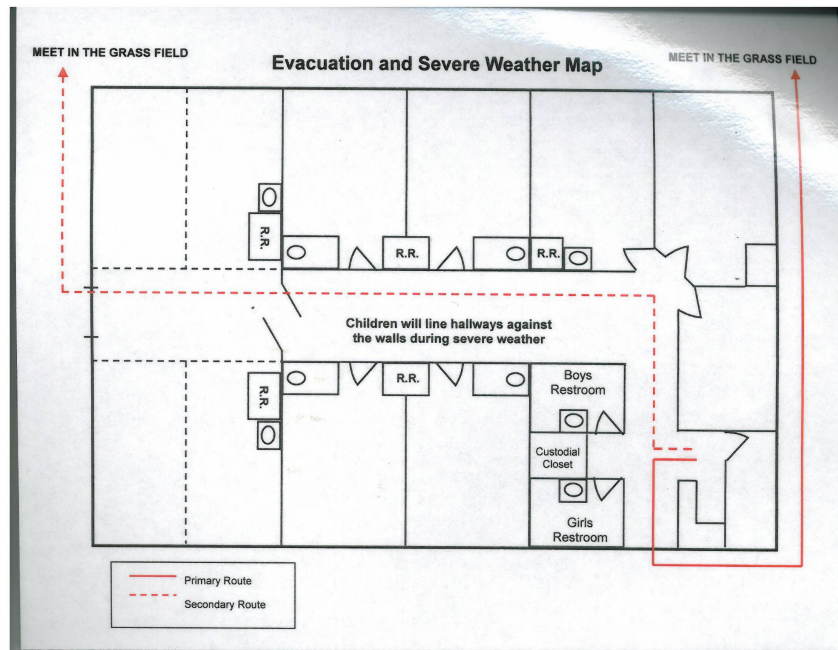 MEET IN THE GRASS FIELD
Evacuation and Severe Weather Map
MEET IN THE GRASS FIELD
R.R.
R.R.
R.R.
Children will line hallways against
the walls during severe weather
R.R.
R.R.
Boys
Restroom
Custodial
Closet
Girls
Restroom
Primary Route
Secondary Route